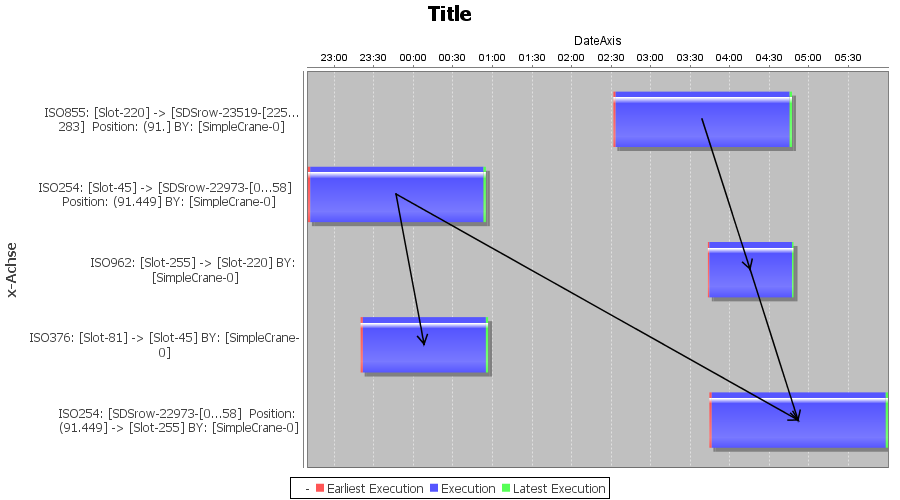 Title
DateAxis
23:00 23:30 00:00 00:30 01:00 01:30 02:00 02:30 03:00 03:30 04:00 04:30 05:00 05:30
ISO855: [Slot-220] -> [SDSrow-23519-[225...
283]  Position: (91.] BY: [SimpleCrane-0]
ISO254: [Slot-45] -> [SDSrow-22973-[0...58]
Position: (91.449] BY: [SimpleCrane-0]
x-Achse
ISO962: [Slot-255] -> [Slot-220] BY:
[SimpleCrane-0]
ISO376: [Slot-81] -> [Slot-45] BY: [SimpleCrane-
0]
ISO254: [SDSrow-22973-[0...58]  Position:
(91.449] -> [Slot-255] BY: [SimpleCrane-0]
- Earliest Execution Execution Latest Execution